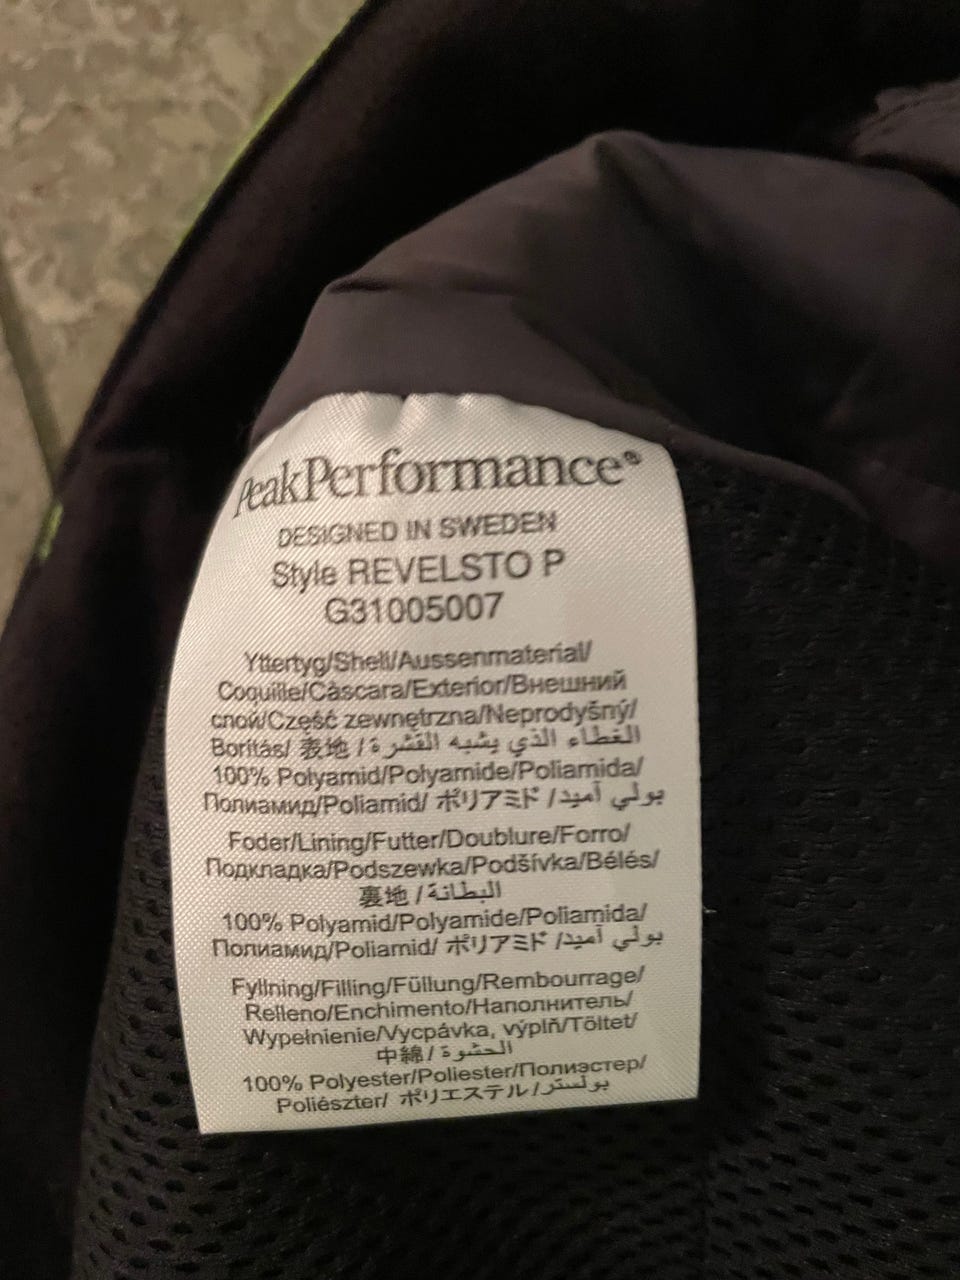 PeakPerformance®
DESIGNED IN SWEDEN
Style REVELSTO P
G31005007
Yttertyg/Shell/Aussenmaterial/
Coquille/Càscara/Exterior/Внешний
слой/Część zewnętrzna/Neprodyšný/
Borítás/ 表地 / الغطاء الذي يشبه القشرة/
100% Polyamid/Polyamide/Poliamida/
Полиамид/Poliamid/ ポリアミド /بولي أميد
Foder/Lining/Futter/Doublure/Forro/
Подкладка/Podszewka/Podšívka/Bélés/
裏地 / البطانة/
100% Polyamid/Polyamide/Poliamida/
Полиамид/Poliamid/ ポリアミド /بولي أميد
Fyllning/Filling/Füllung/Rembourrage/
Relleno/Enchimento/Наполнитель/
Wypełnienie/Vycpávka, výplň/Töltet/
中綿 / الحشوة/
100% Polyester/Poliester/Полиэстер/
Poliészter/ ポリエステル /بولستر